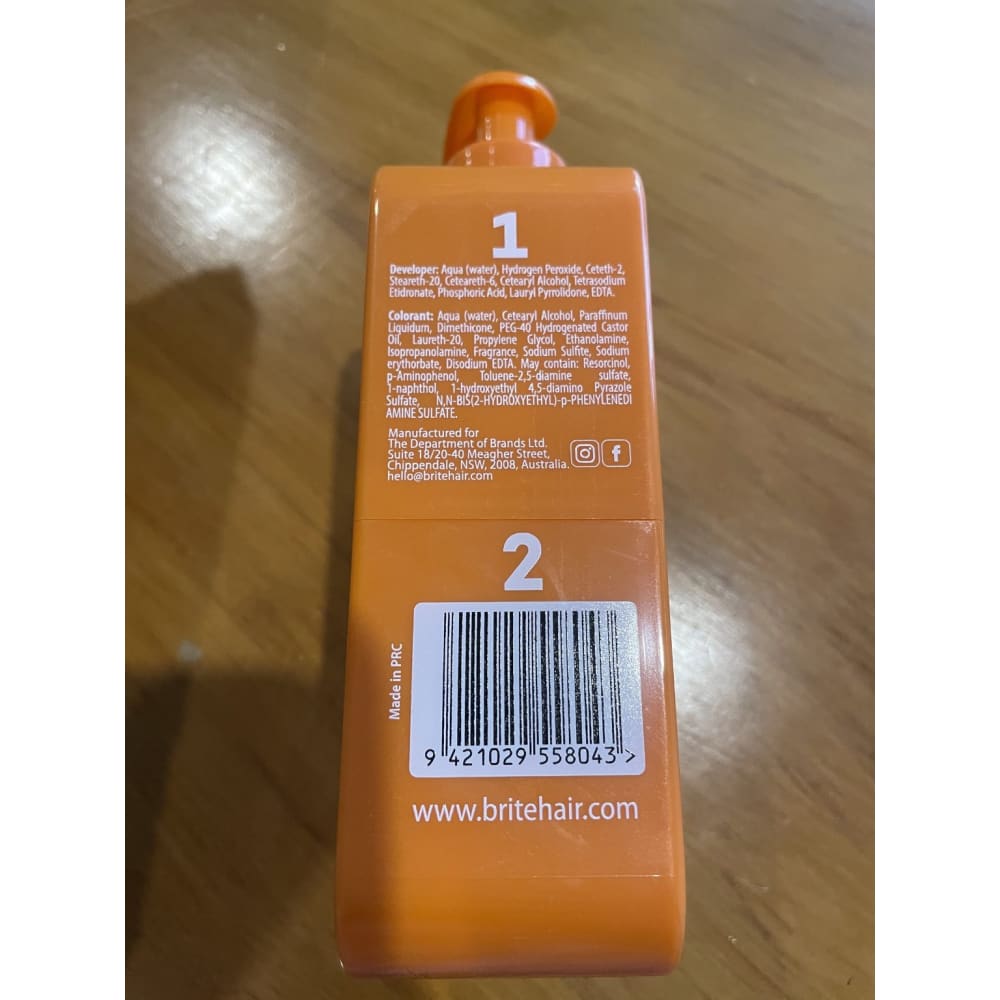 1
Developer: Aqua (water), Hydrogen Peroxide, Ceteth-2,
Steareth-20, Ceteareth-6, Cetearyl Alcohol, Tetrasodium
Etidronate, Phosphoric Acid, Lauryl Pyrrolidone, EDTA.
Colorant: Aqua (water), Cetearyl Alcohol, Paraffinum
Liquidum, Dimethicone, PEG-40 Hydrogenated Castor
Oil, Laureth-20, Propylene Glycol, Ethanolamine,
Isopropanolamine, Fragrance, Sodium Sulfite, Sodium
erythorbate, Disodium EDTA. May contain: Resorcinol,
p-Aminophenol, Toluene-2,5-diamine sulfate,
1-naphthol, 1-hydroxyethyl 4,5-diamino Pyrazole
Sulfate, N,N-BIS(2-HYDROXYETHYL)-p-PHENYLENEDI
AMINE SULFATE.
Manufactured for
The Department of Brands Ltd.
Suite 18/20-40 Meagher Street,
Chippendale, NSW, 2008, Australia.
hello@britehair.com
2
Made in PRC
9 421029 558043 >
www.britehair.com